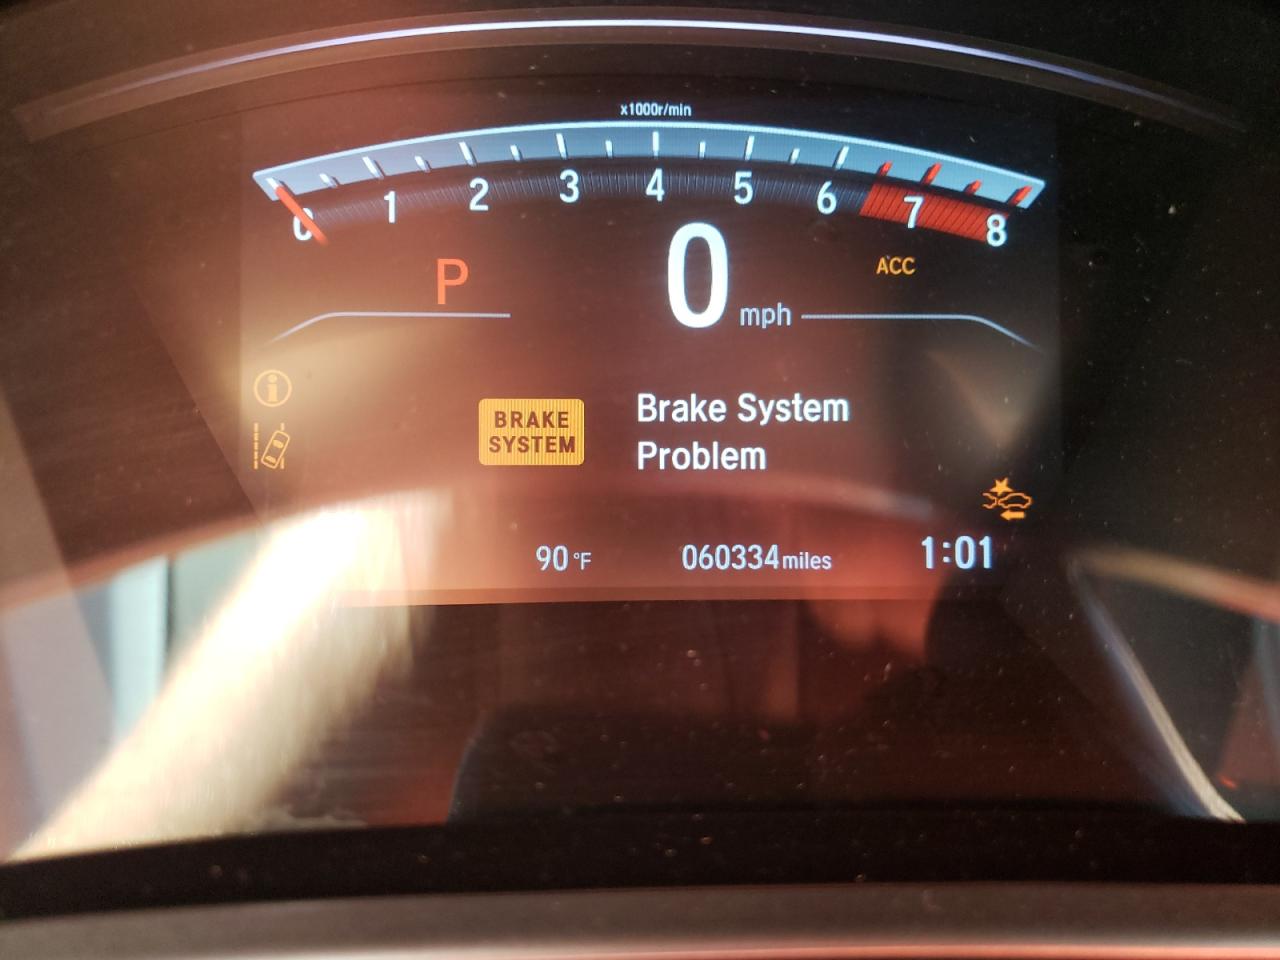 x1000r/min
0 1 2 3 4 5 6 7 8
P
0 mph
ACC
BRAKE
SYSTEM
Brake System
Problem
90 °F
060334 miles
1:01